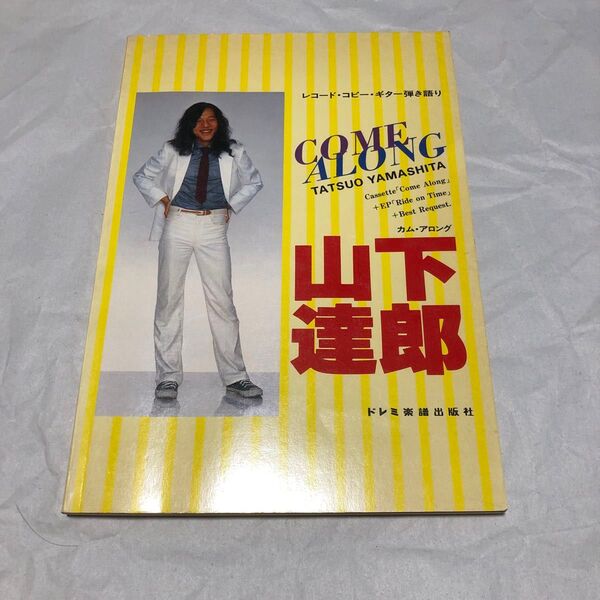 レコード・コピー・ギター弾き語り
COME
ALONG
TATSUO YAMASHITA
Cassette「Come Along」
+EP「Ride on Time」
+Best Request.
カム・アロング
山下
達郎
ドレミ楽譜出版社